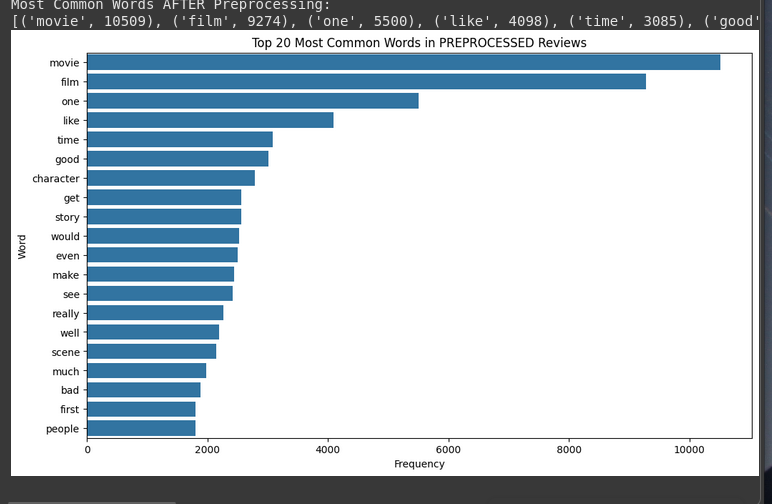 Most Common Words AFTER Preprocessing:
[('movie', 10509), ('film', 9274), ('one', 5500), ('like', 4098), ('time', 3085), ('good'
Top 20 Most Common Words in PREPROCESSED Reviews
movie
film
one
like
time
good
character
get
story
would
even
make
see
really
well
scene
much
bad
first
people
Word
0 2000 4000 6000 8000 10000
Frequency